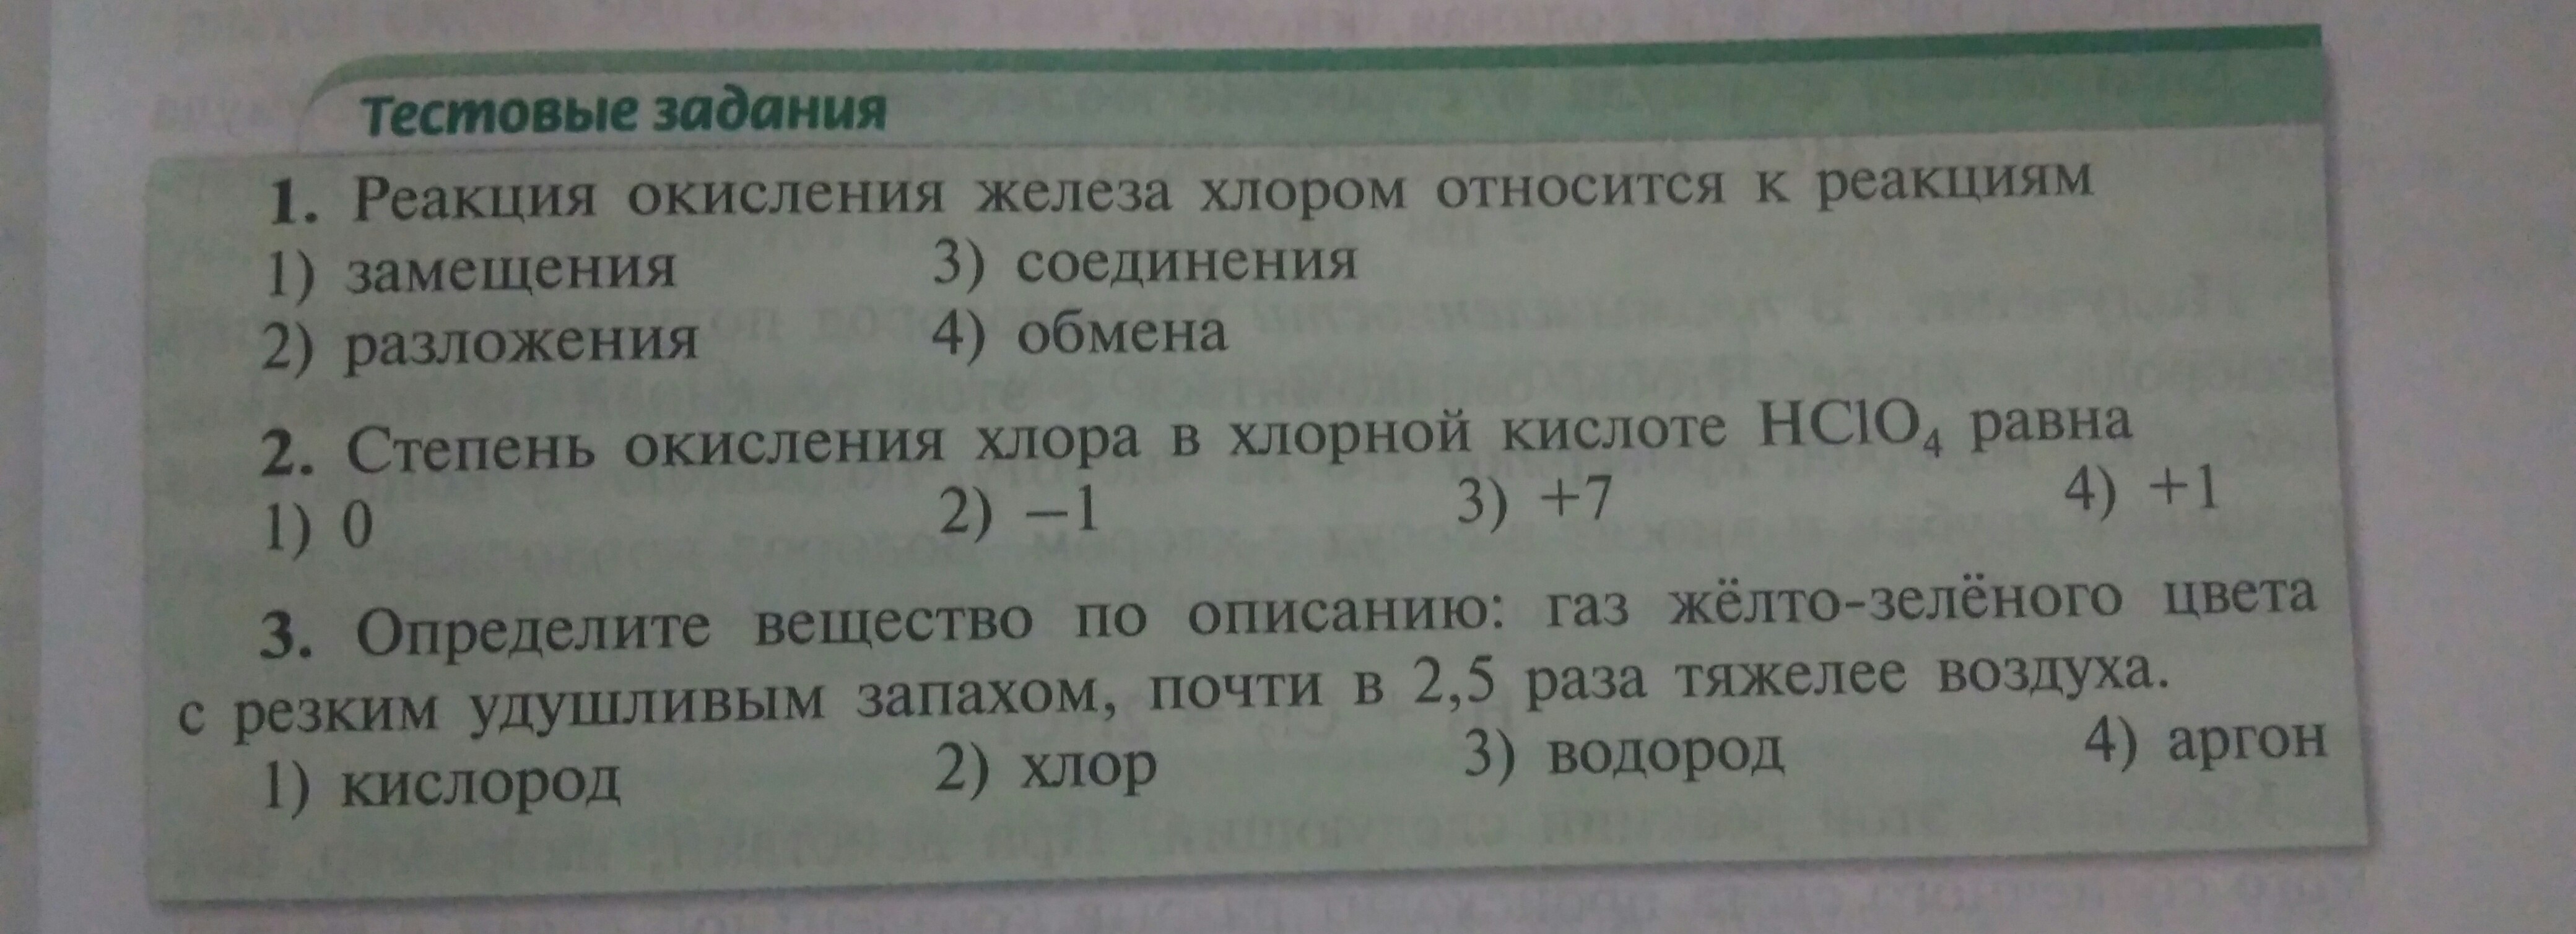 Тестовые задания
1. Реакция окисления железа хлором относится к реакциям
1) замещения 3) соединения
2) разложения 4) обмена
2. Степень окисления хлора в хлорной кислоте HClO₄ равна
1) 0 2) −1 3) +7 4) +1
3. Определите вещество по описанию: газ жёлто-зелёного цвета
с резким удушливым запахом, почти в 2,5 раза тяжелее воздуха.
1) кислород 2) хлор 3) водород 4) аргон